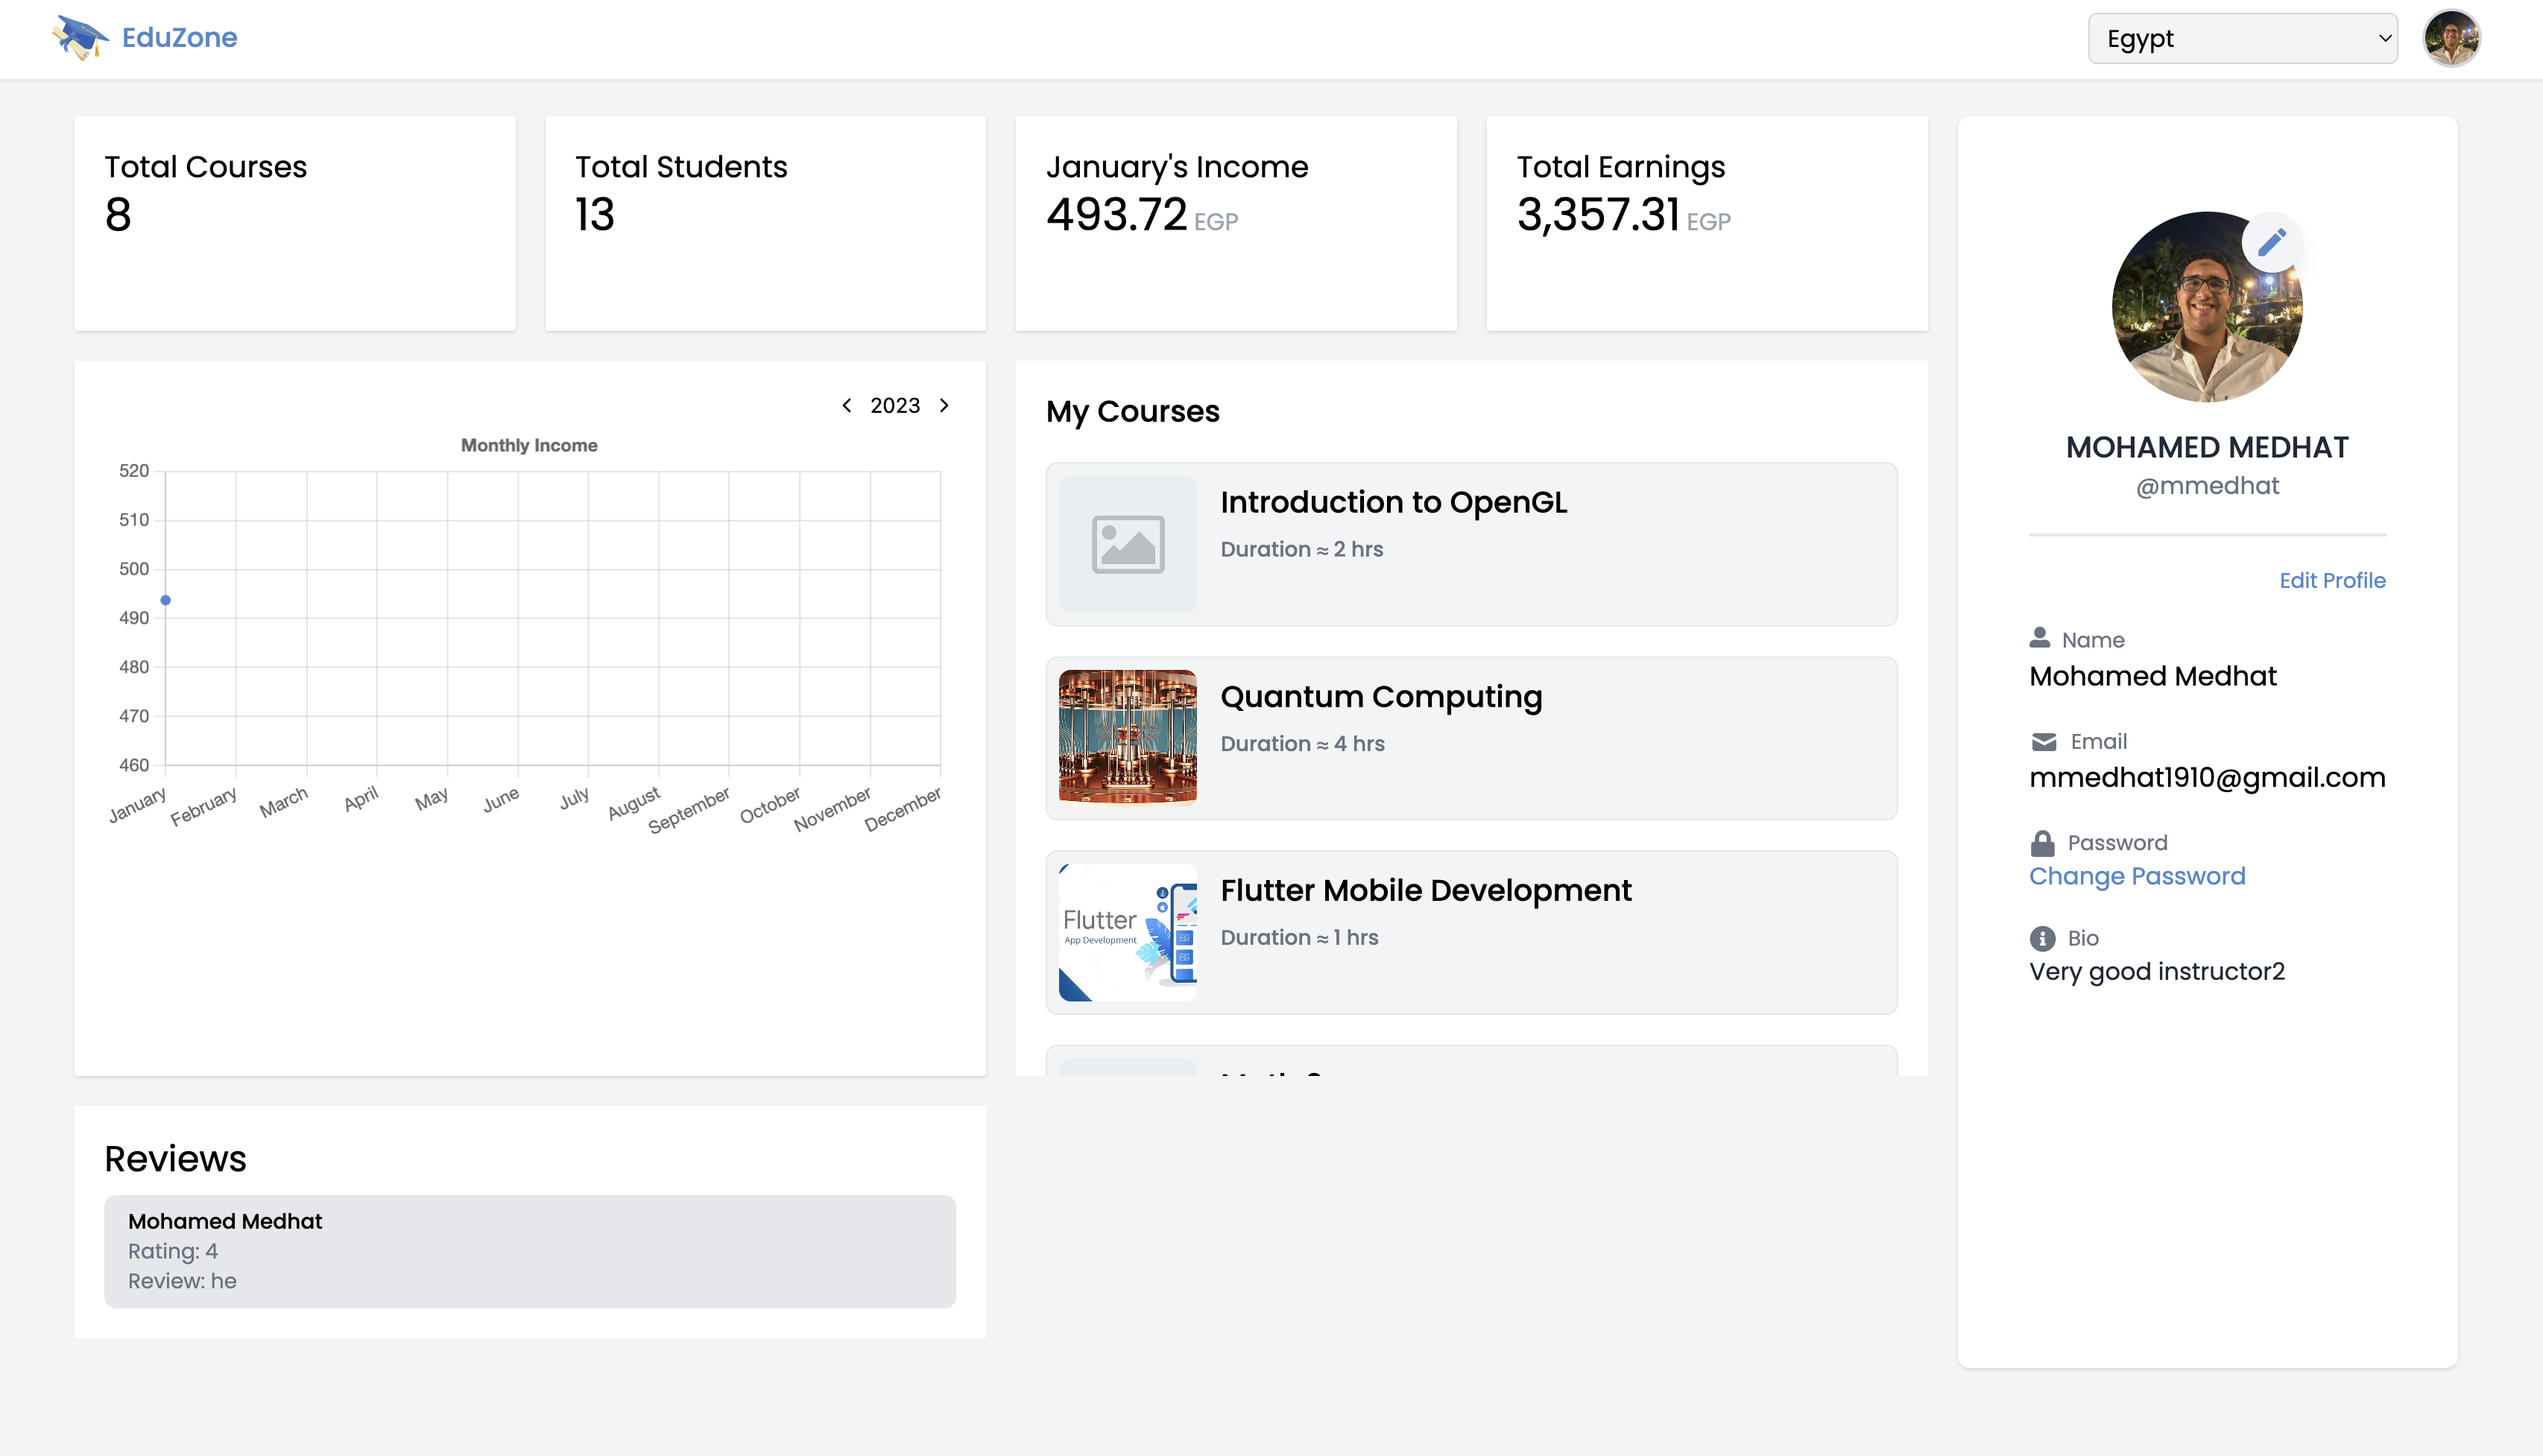 EduZone
Egypt
Total Courses
8
Total Students
13
January's Income
493.72 EGP
Total Earnings
3,357.31 EGP
2023
Monthly Income
520
510
500
490
480
470
460
January
February
March
April
May
June
July
August
September
October
November
December
My Courses
Introduction to OpenGL
Duration ≈ 2 hrs
Quantum Computing
Duration ≈ 4 hrs
Flutter
App Development
Flutter Mobile Development
Duration ≈ 1 hrs
MOHAMED MEDHAT
@mmedhat
Edit Profile
Name
Mohamed Medhat
Email
mmedhat1910@gmail.com
Password
Change Password
Bio
Very good instructor2
Reviews
Mohamed Medhat
Rating: 4
Review: he